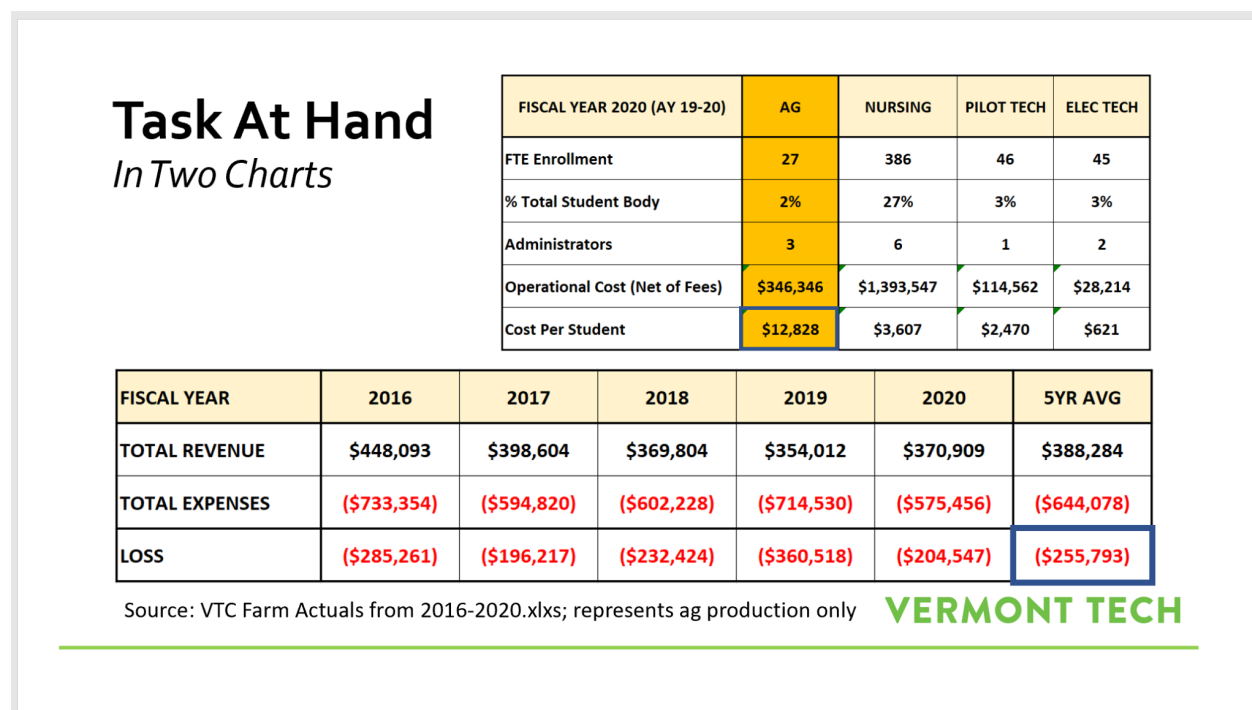 Task At Hand
In Two Charts
FISCAL YEAR 2020 (AY 19-20) AG NURSING PILOT TECH ELEC TECH
FTE Enrollment 27 386 46 45
% Total Student Body 2% 27% 3% 3%
Administrators 3 6 1 2
Operational Cost (Net of Fees) $346,346 $1,393,547 $114,562 $28,214
Cost Per Student $12,828 $3,607 $2,470 $621
FISCAL YEAR 2016 2017 2018 2019 2020 5YR AVG
TOTAL REVENUE $448,093 $398,604 $369,804 $354,012 $370,909 $388,284
TOTAL EXPENSES ($733,354) ($594,820) ($602,228) ($714,530) ($575,456) ($644,078)
LOSS ($285,261) ($196,217) ($232,424) ($360,518) ($204,547) ($255,793)
Source: VTC Farm Actuals from 2016-2020.xlxs; represents ag production only
VERMONT TECH